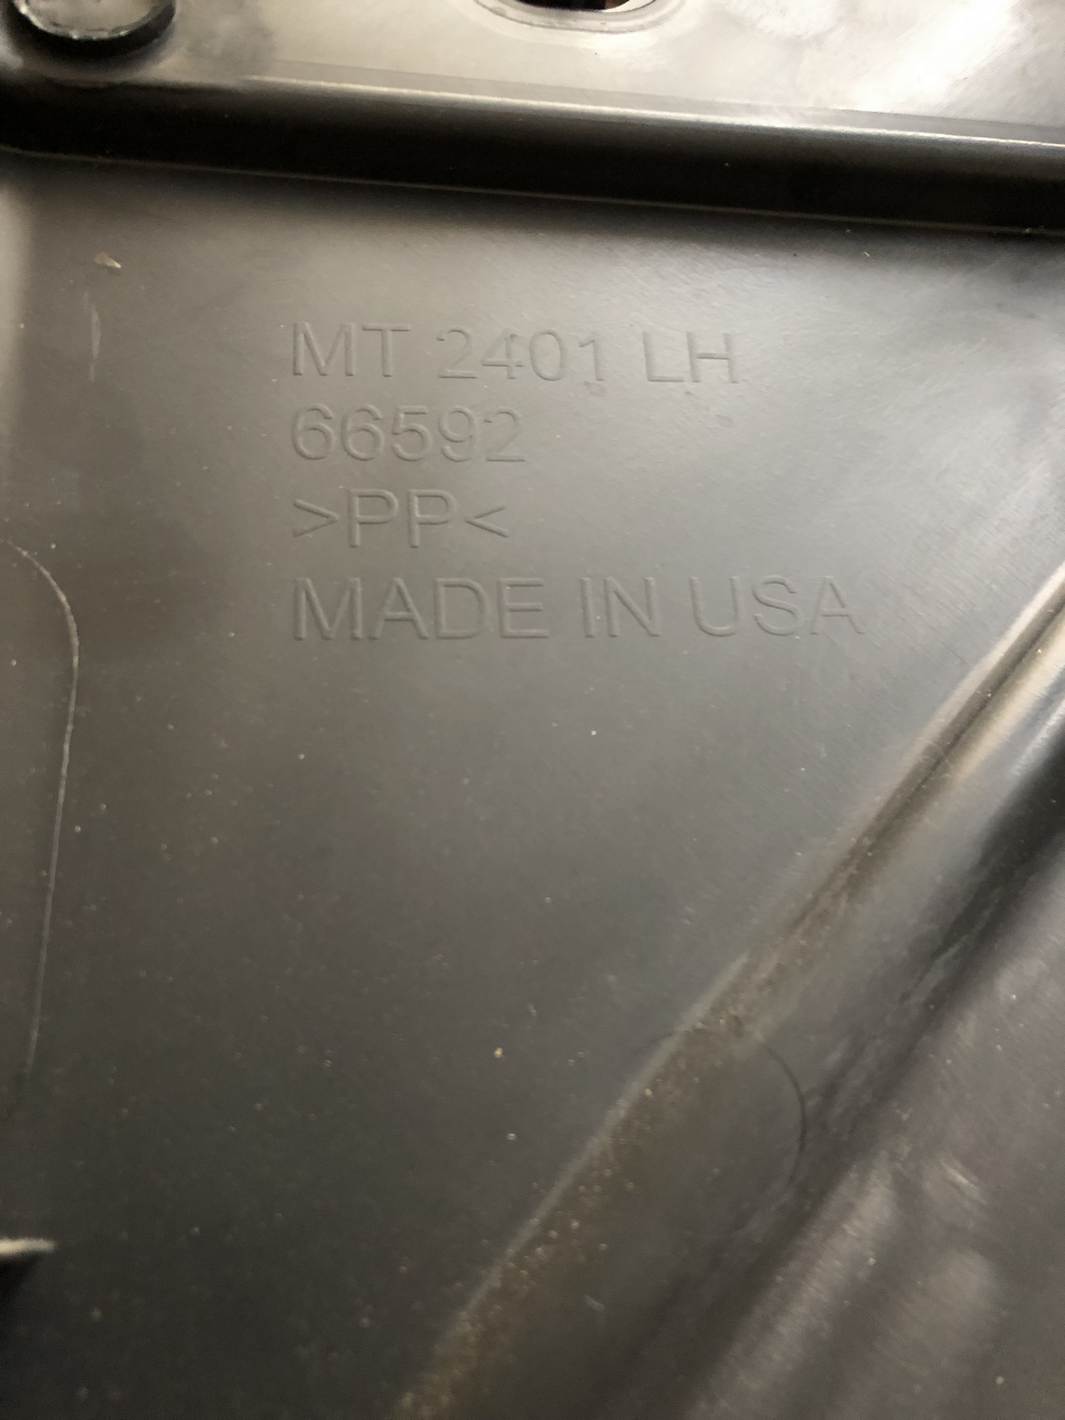 MT 2401 LH
66592
>PP<
MADE IN USA